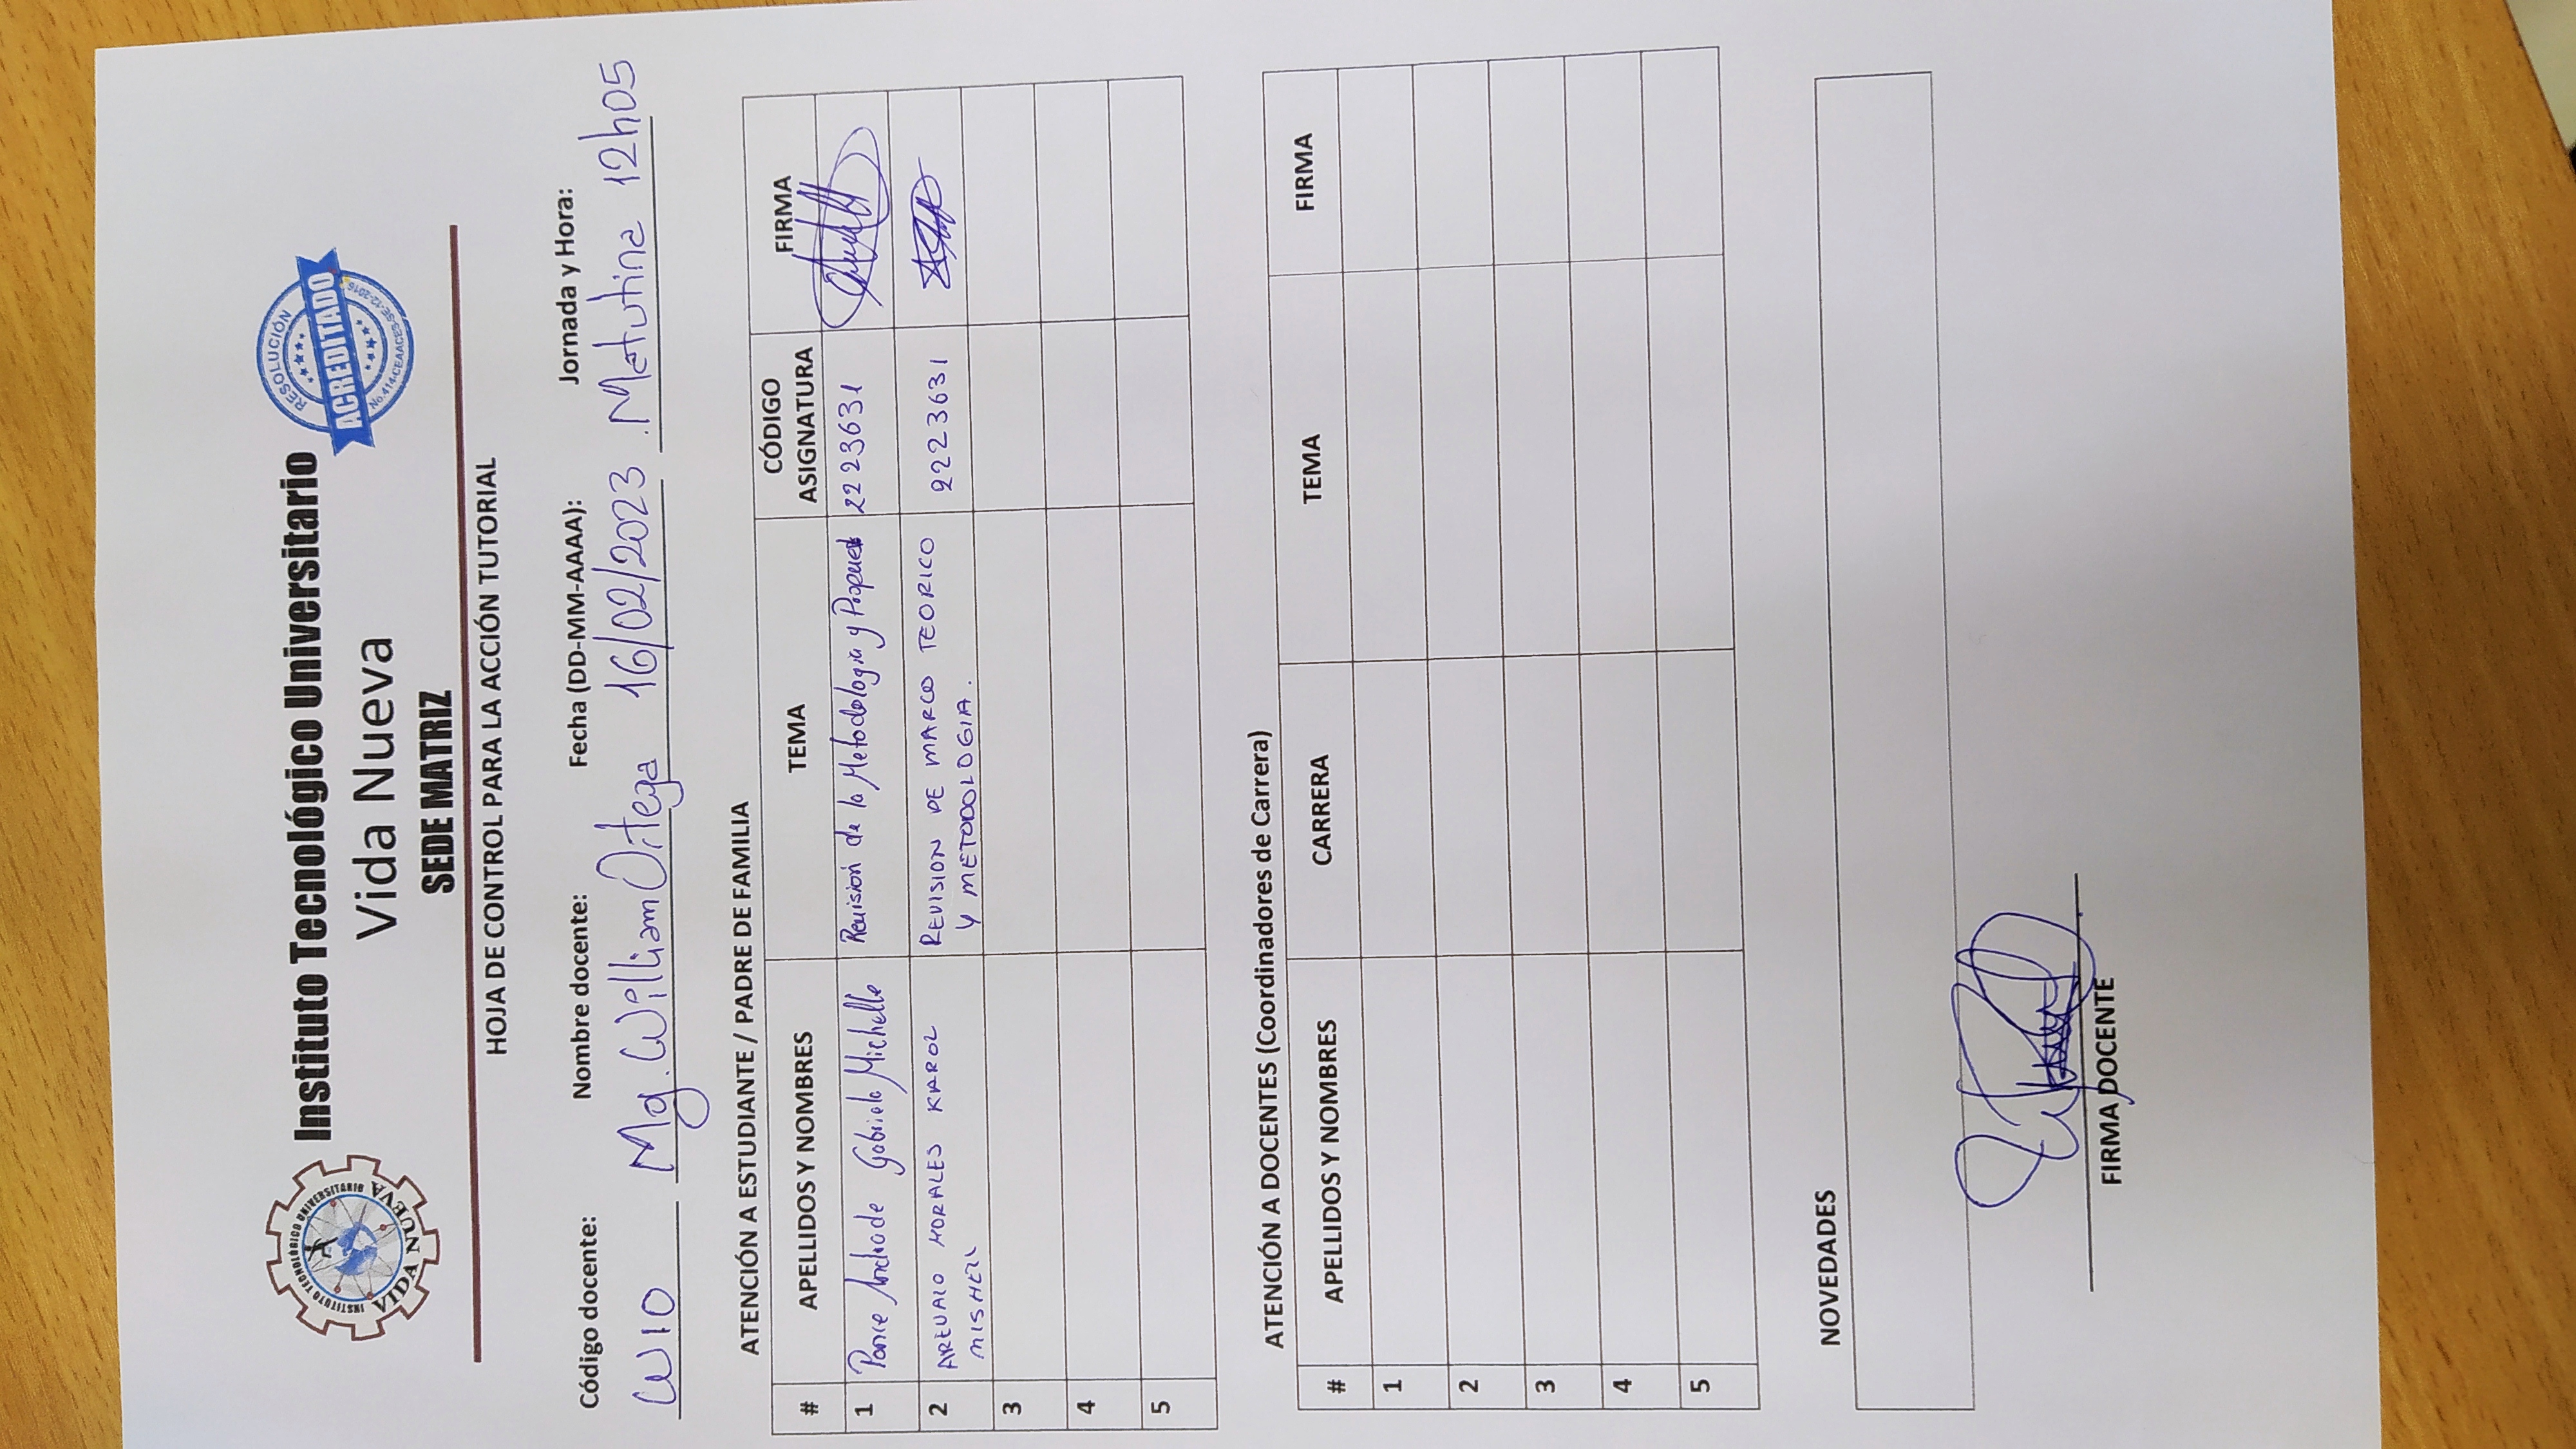 INSTITUTO TECNOLÓGICO UNIVERSITARIO
VIDA NUEVA
Instituto Tecnológico Universitario
Vida Nueva
SEDE MATRIZ
RESOLUCIÓN
ACREDITADO
No.414-CEAACES-SE-12-2016
HOJA DE CONTROL PARA LA ACCIÓN TUTORIAL
Código docente: Nombre docente: Fecha (DD-MM-AAAA): Jornada y Hora:
WIO Mg. William Ortega 16/02/2023 Matutina 12h05
ATENCIÓN A ESTUDIANTE / PADRE DE FAMILIA
# APELLIDOS Y NOMBRES TEMA CÓDIGO ASIGNATURA FIRMA
1 Ponce Andrade Gabriela Michelle Revisión de la Metodologia y 2223631
2 AREVALO MORALES KAROL REVISION DE MARCO TEORICO 2223631
MISHELL Y METODOLOGIA.
3
4
5
ATENCIÓN A DOCENTES (Coordinadores de Carrera)
# APELLIDOS Y NOMBRES CARRERA TEMA FIRMA
1
2
3
4
5
NOVEDADES
FIRMA DOCENTE